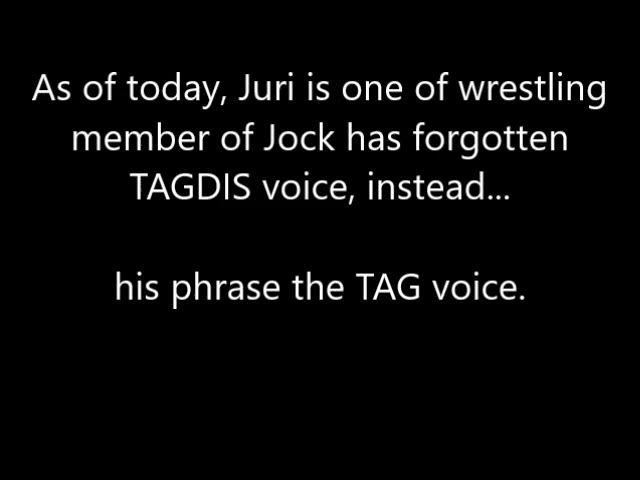 As of today, Juri is one of wrestling
member of Jock has forgotten
TAGDIS voice, instead...
his phrase the TAG voice.